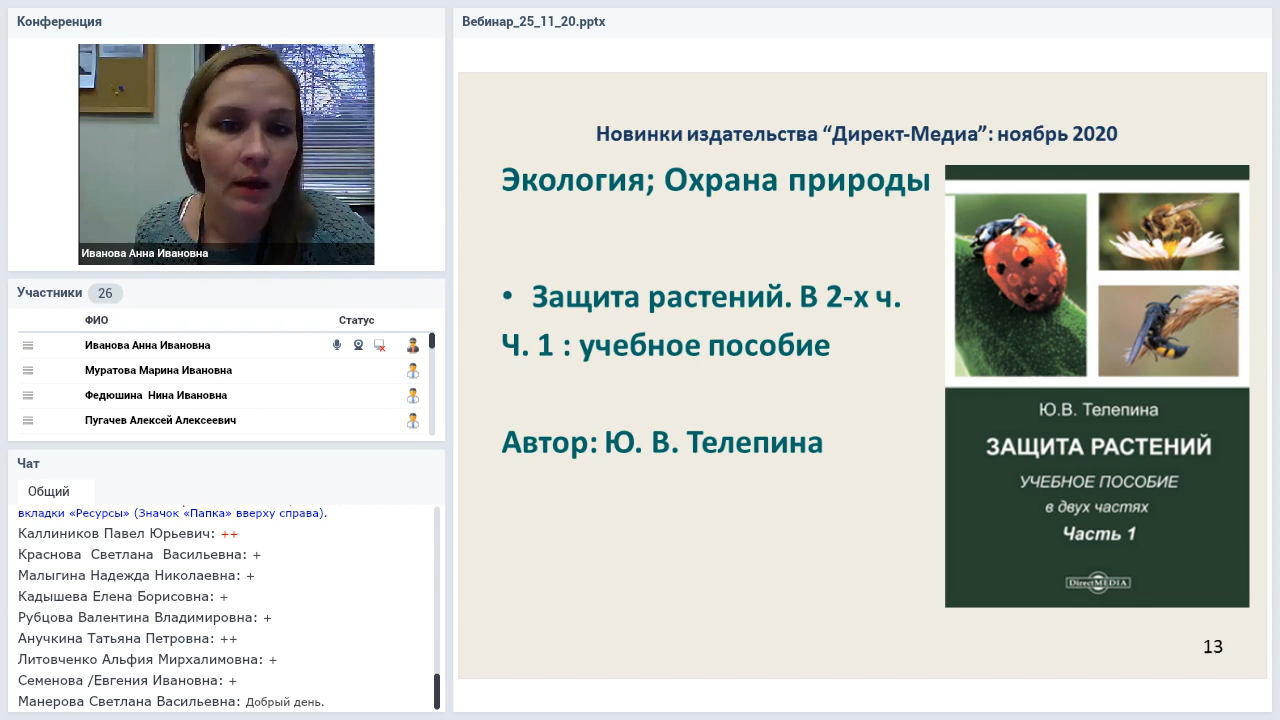 Конференция
Иванова Анна Ивановна
Участники 26
ФИО Статус
Иванова Анна Ивановна
Муратова Марина Ивановна
Федюшина Нина Ивановна
Пугачев Алексей Алексеевич
Чат
Общий
вкладки «Ресурсы» (Значок «Папка» вверху справа).
Каллиников Павел Юрьевич: ++
Краснова Светлана Васильевна: +
Малыгина Надежда Николаевна: +
Кадышева Елена Борисовна: +
Рубцова Валентина Владимировна: +
Анучкина Татьяна Петровна: ++
Литовченко Альфия Мирхалимовна: +
Семенова /Евгения Ивановна: +
Манерова Светлана Васильевна: Добрый день.
Вебинар_25_11_20.pptx
Новинки издательства “Директ-Медиа”: ноябрь 2020
Экология; Охрана природы
• Защита растений. В 2-х ч.
Ч. 1 : учебное пособие
Автор: Ю. В. Телепина
Ю.В. Телепина
ЗАЩИТА РАСТЕНИЙ
УЧЕБНОЕ ПОСОБИЕ
в двух частях
Часть 1
DirectMEDIA
13